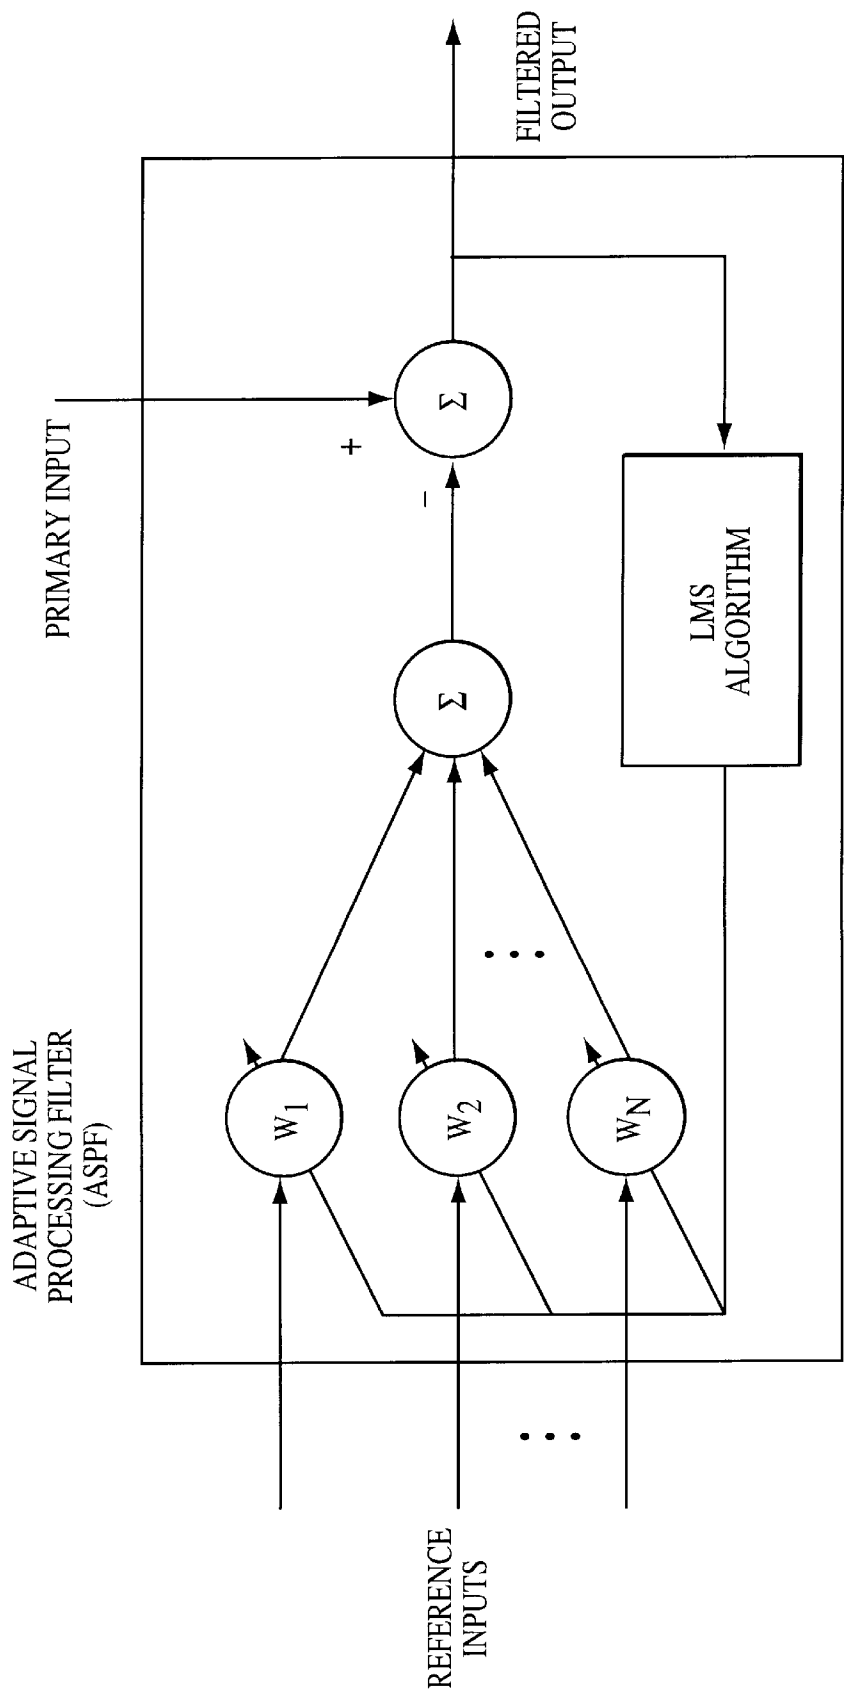 ADAPTIVE SIGNAL
PROCESSING FILTER
(ASPF)
PRIMARY INPUT
+
−
REFERENCE
INPUTS
W1
W2
WN
Σ
Σ
LMS
ALGORITHM
FILTERED
OUTPUT